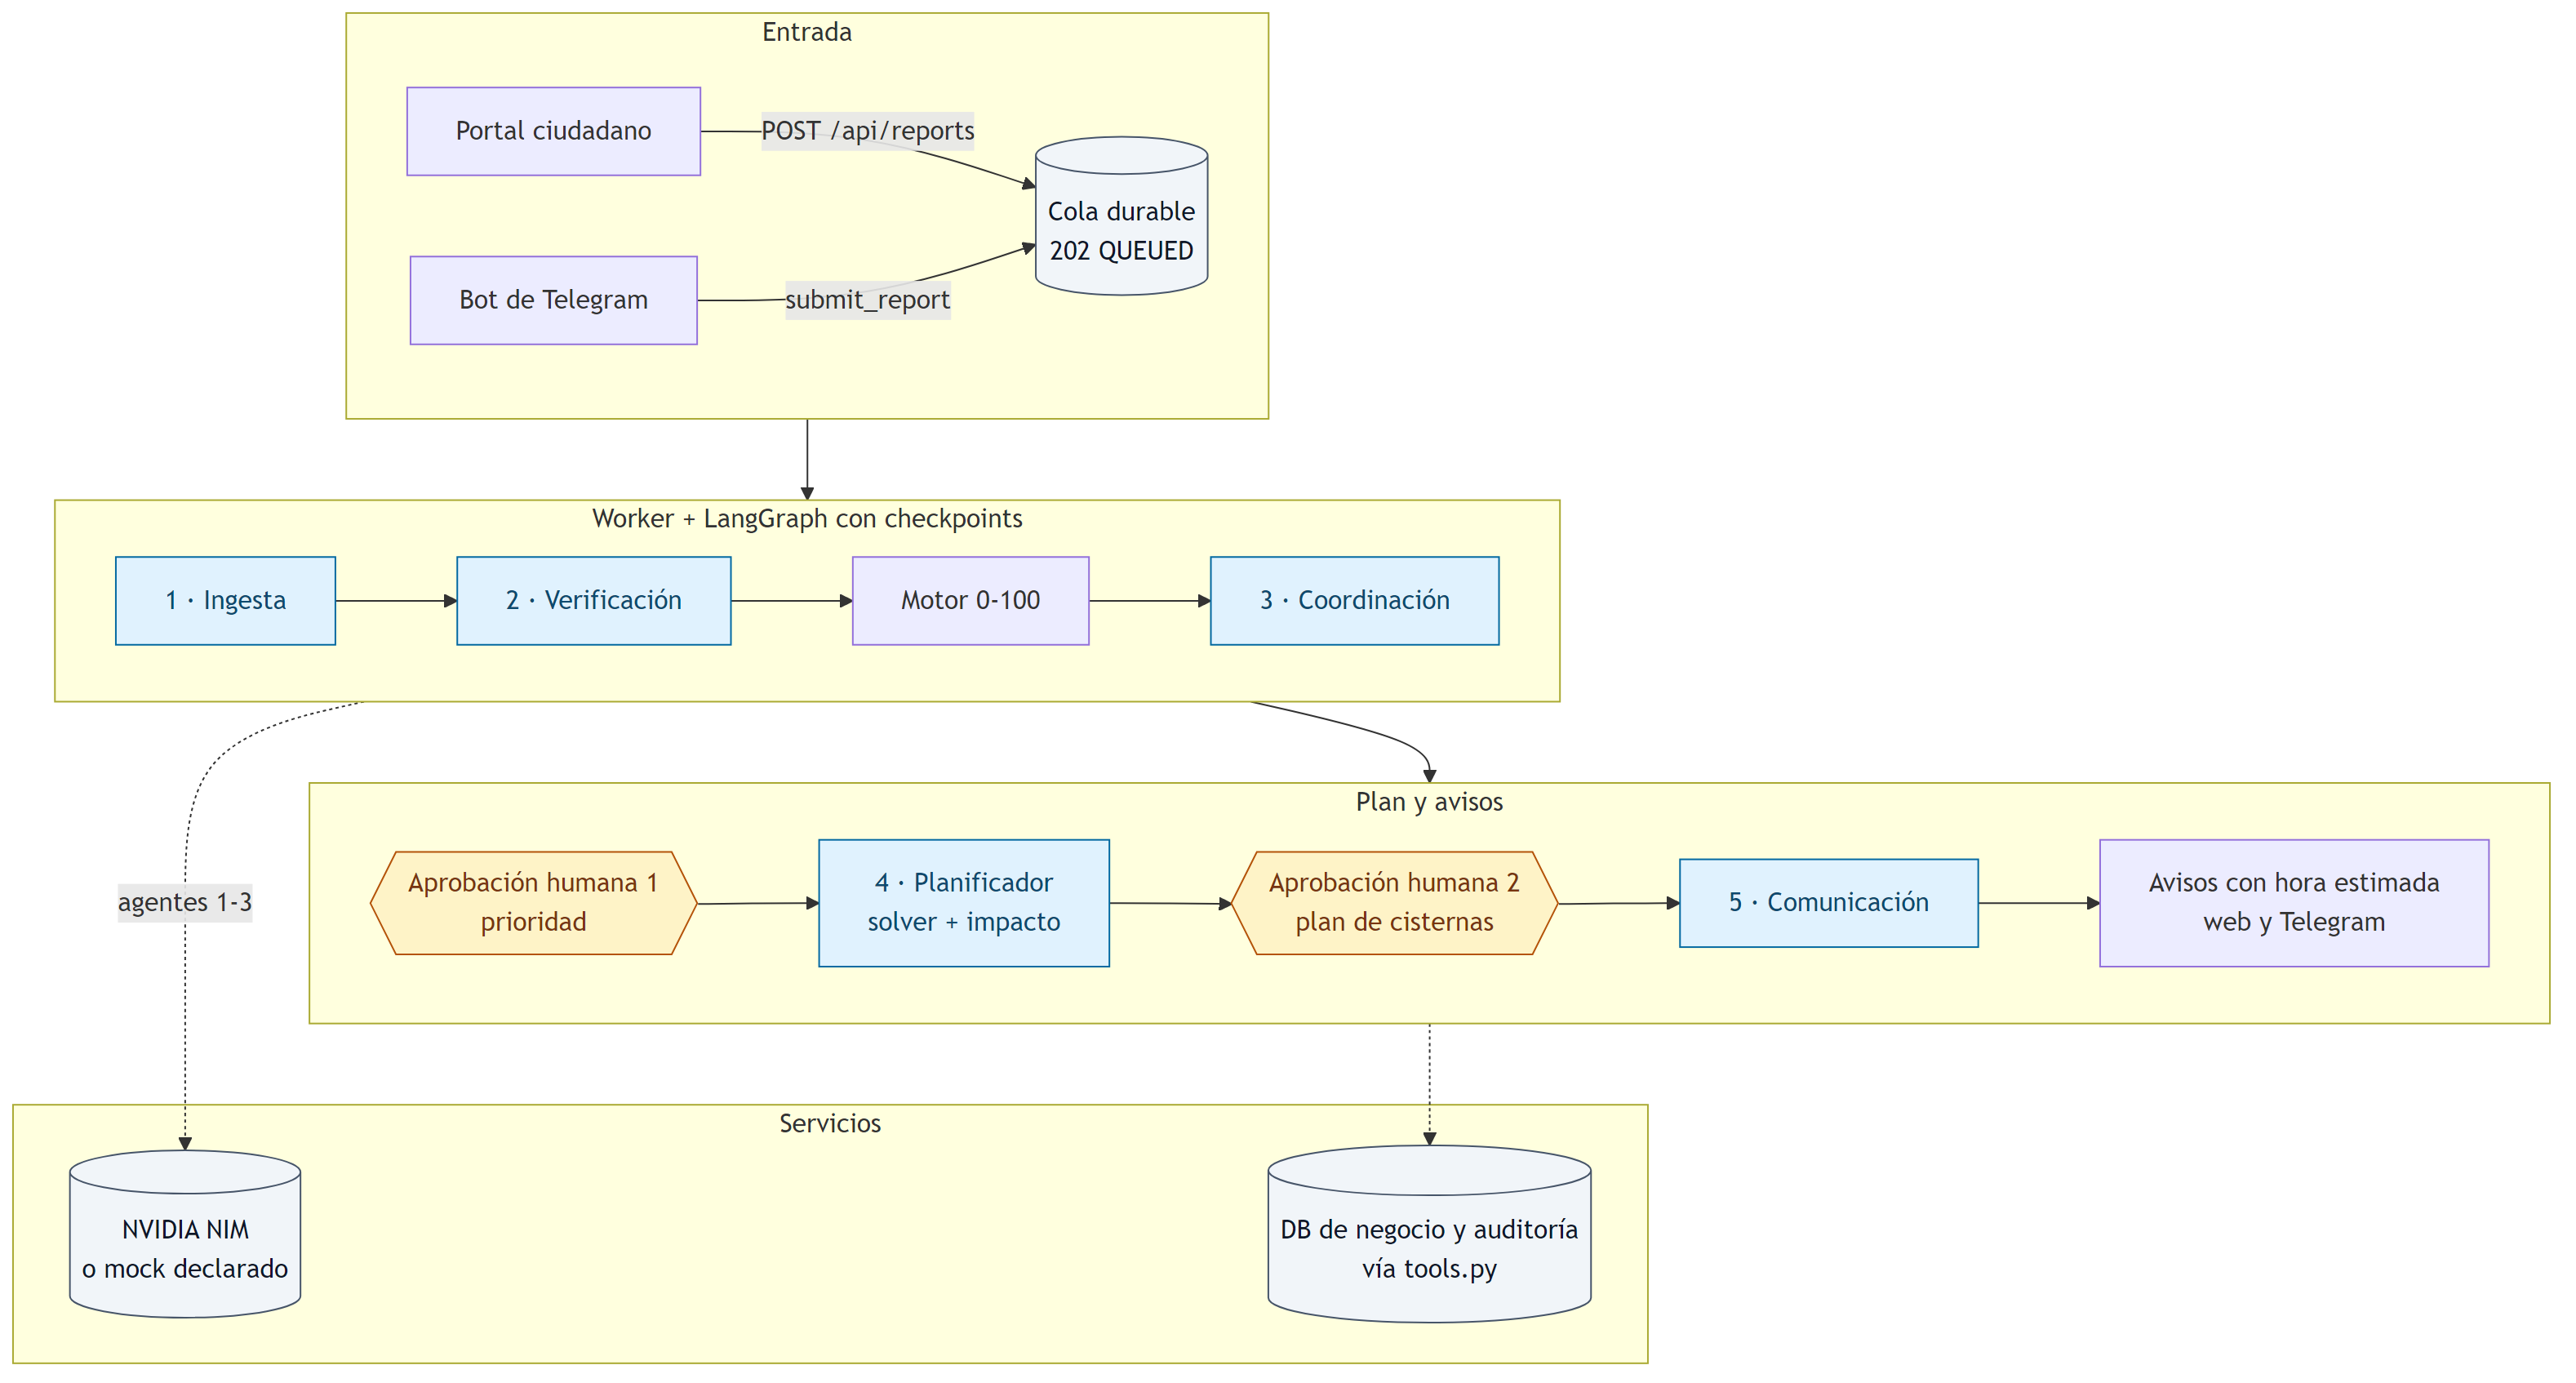 Entrada
Portal ciudadano
POST /api/reports
Cola durable
202 QUEUED
Bot de Telegram
submit_report
Worker + LangGraph con checkpoints
1 · Ingesta
2 · Verificación
Motor 0-100
3 · Coordinación
Plan y avisos
Aprobación humana 1
prioridad
4 · Planificador
solver + impacto
Aprobación humana 2
plan de cisternas
5 · Comunicación
Avisos con hora estimada
web y Telegram
agentes 1-3
Servicios
NVIDIA NIM
o mock declarado
DB de negocio y auditoría
vía tools.py